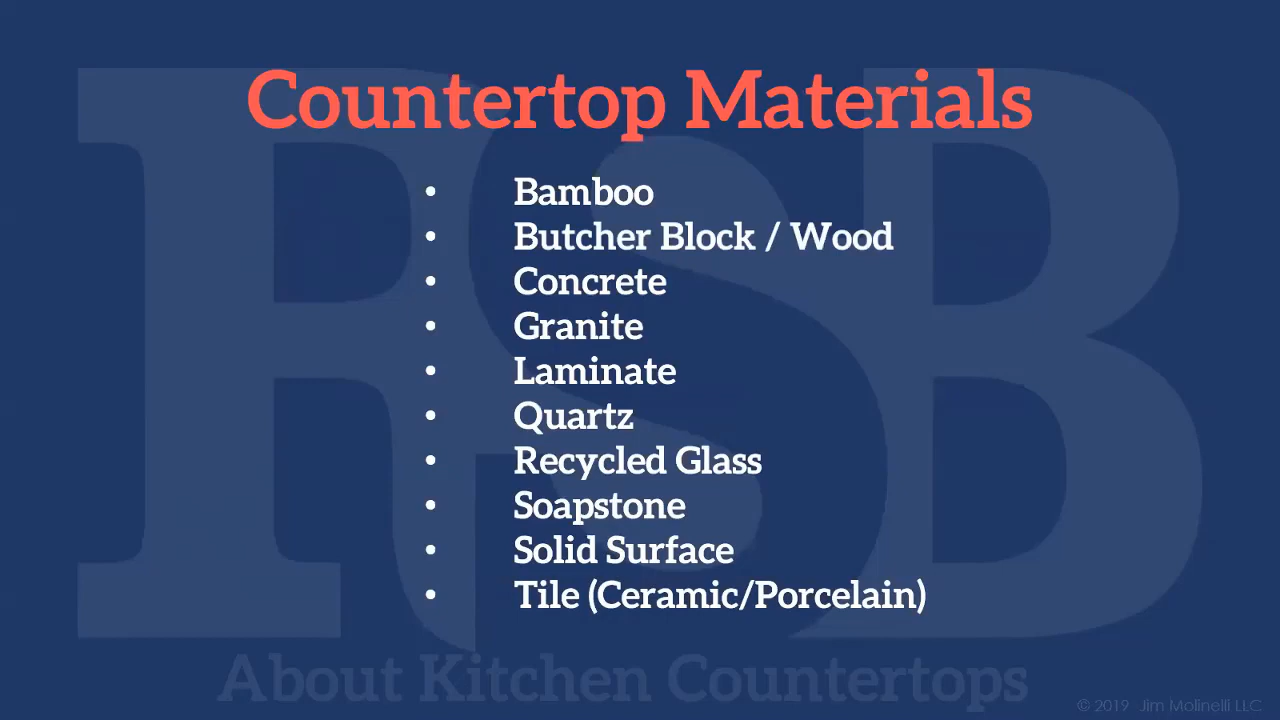 Countertop Materials
• Bamboo
• Butcher Block / Wood
• Concrete
• Granite
• Laminate
• Quartz
• Recycled Glass
• Soapstone
• Solid Surface
• Tile (Ceramic/Porcelain)
RSB
About Kitchen Countertops
© 2019 Jim Molinelli LLC